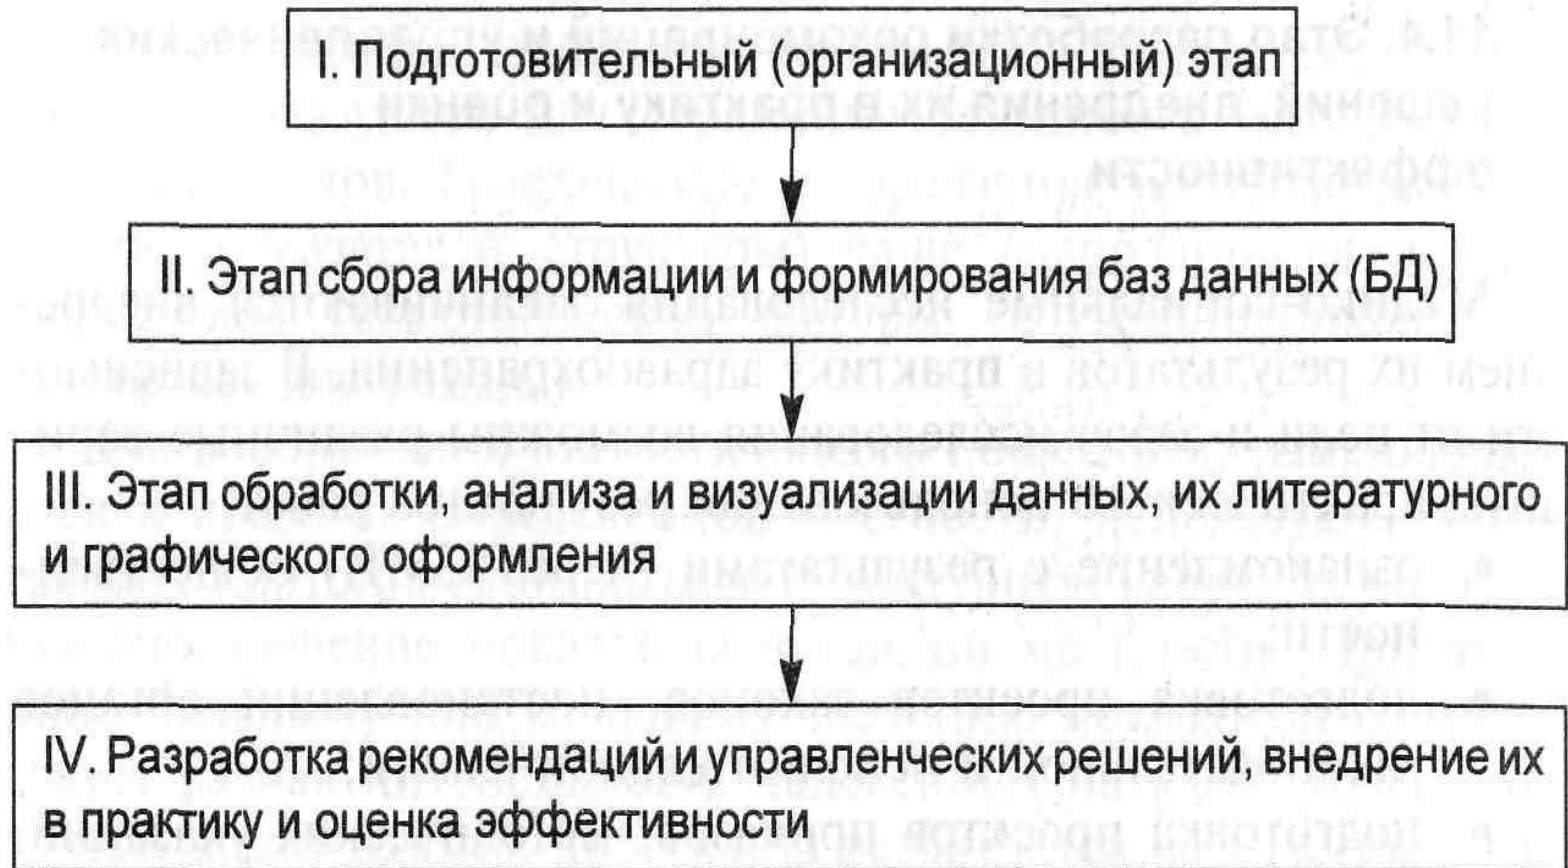 I. Подготовительный (организационный) этап
II. Этап сбора информации и формирования баз данных (БД)
III. Этап обработки, анализа и визуализации данных, их литературного
и графического оформления
IV. Разработка рекомендаций и управленческих решений, внедрение их
в практику и оценка эффективности